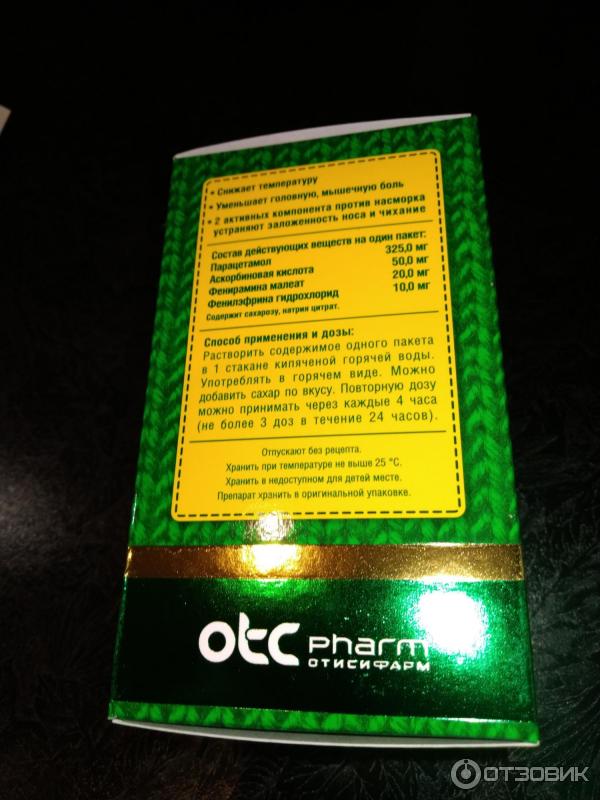 • Снижает температуру
• Уменьшает головную, мышечную боль
• 2 активных компонента против насморка
устраняют заложенность носа и чихание
Состав действующих веществ на один пакет:
Парацетамол 325,0 мг
Аскорбиновая кислота 50,0 мг
Фенирамина малеат 20,0 мг
Фенилэфрина гидрохлорид 10,0 мг
Содержит сахарозу, натрия цитрат.
Способ применения и дозы:
Растворить содержимое одного пакета
в 1 стакане кипяченой горячей воды.
Употреблять в горячем виде. Можно
добавить сахар по вкусу. Повторную дозу
можно принимать через каждые 4 часа
(не более 3 доз в течение 24 часов).
Отпускают без рецепта.
Хранить при температуре не выше 25 °С.
Хранить в недоступном для детей месте.
Препарат хранить в оригинальной упаковке.
otc pharm
ОТИСИФАРМ
ОТЗОВИК